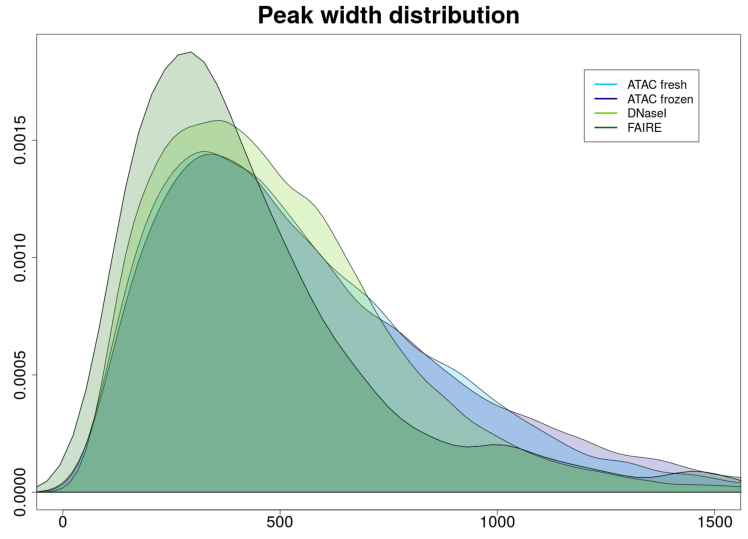 Peak width distribution
ATAC fresh
ATAC frozen
DNaseI
FAIRE
0.0015
0.0010
0.0005
0.0000
0 500 1000 1500